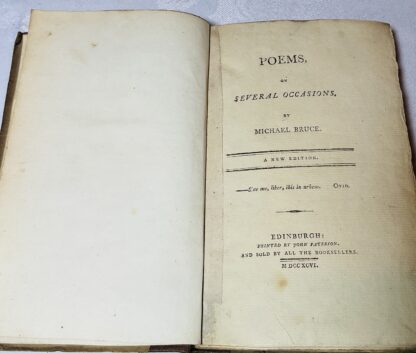 POEMS,
ON
SEVERAL OCCASIONS,
BY
MICHAEL BRUCE.
A NEW EDITION.
—Sine me, liber, ibis in urbem. OVID.
EDINBURGH:
PRINTED BY JOHN PATERSON.
AND SOLD BY ALL THE BOOKSELLERS.
M.DCCXCVI.